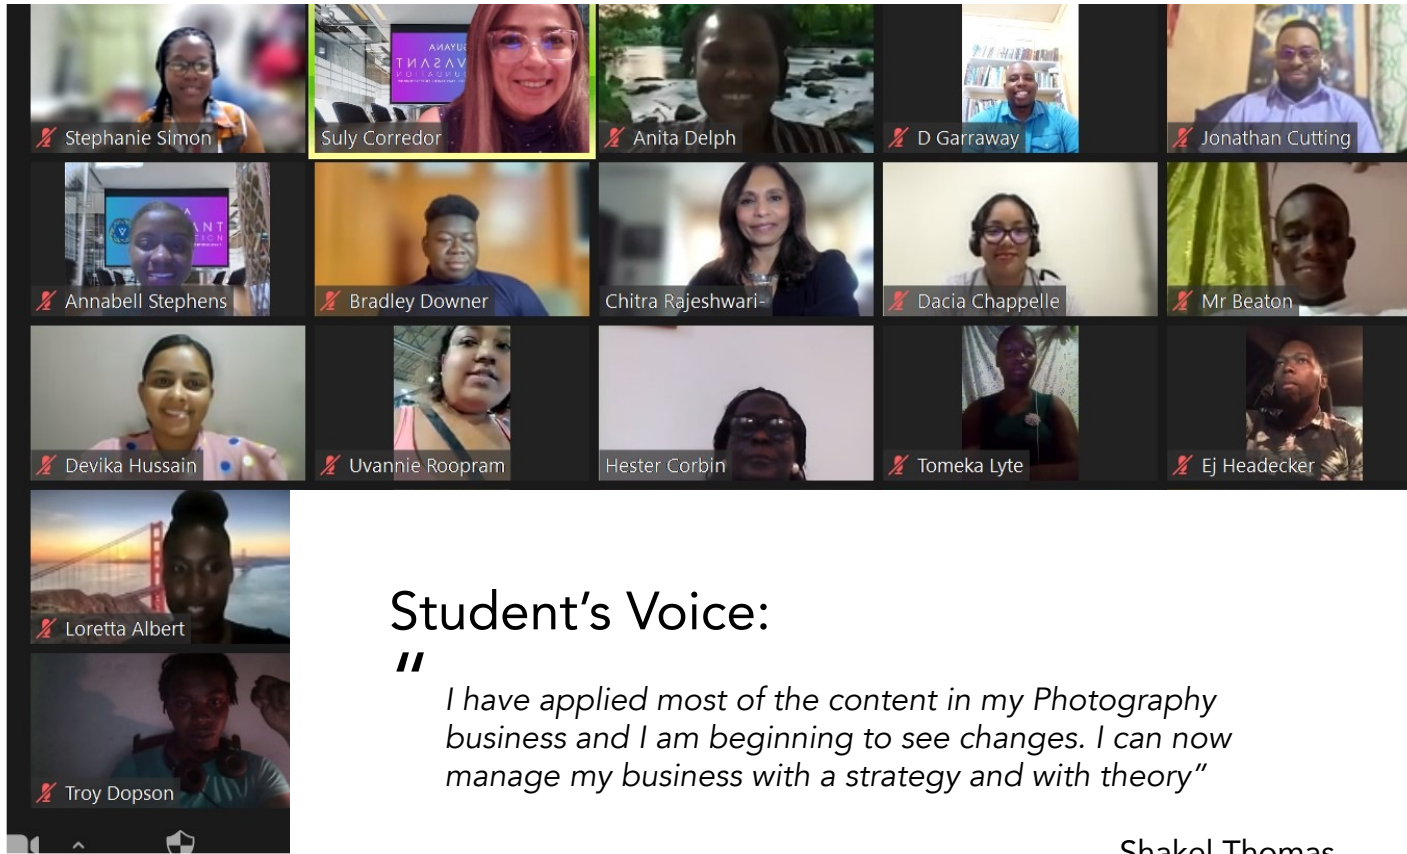 Stephanie Simon
Suly Corredor
Anita Delph
D Garraway
Jonathan Cutting
Annabell Stephens
Bradley Downer
Chitra Rajeshwari-
Dacia Chappelle
Mr Beaton
Devika Hussain
Uvannie Roopram
Hester Corbin
Tomeka Lyte
Ej Headecker
Loretta Albert
Troy Dopson
Student’s Voice:
“
I have applied most of the content in my Photography
business and I am beginning to see changes. I can now
manage my business with a strategy and with theory”
Shakel Thomas